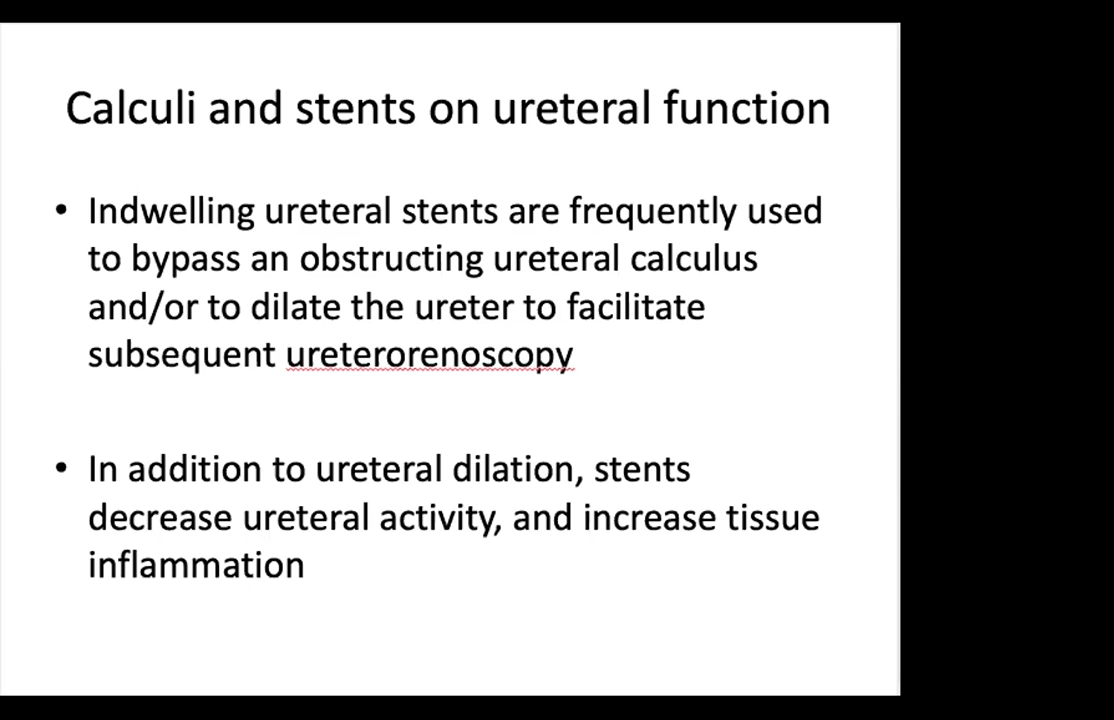 Calculi and stents on ureteral function
• Indwelling ureteral stents are frequently used
to bypass an obstructing ureteral calculus
and/or to dilate the ureter to facilitate
subsequent ureterorenoscopy
• In addition to ureteral dilation, stents
decrease ureteral activity, and increase tissue
inflammation